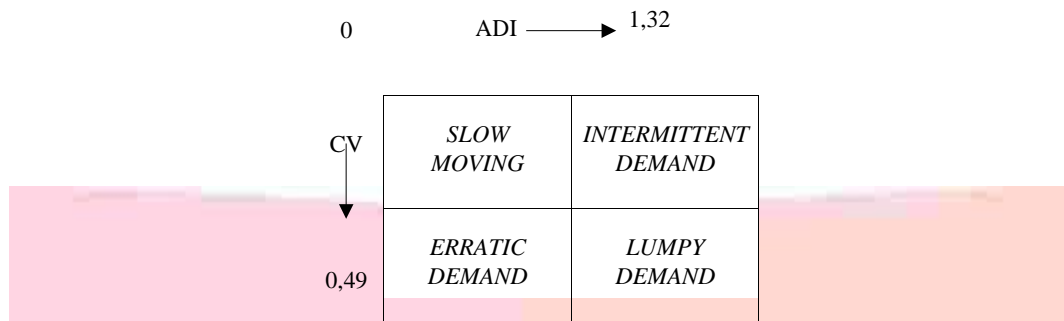 0 ADI 1,32
CV
SLOW
MOVING
INTERMITTENT
DEMAND
ERRATIC
DEMAND
LUMPY
DEMAND
0,49